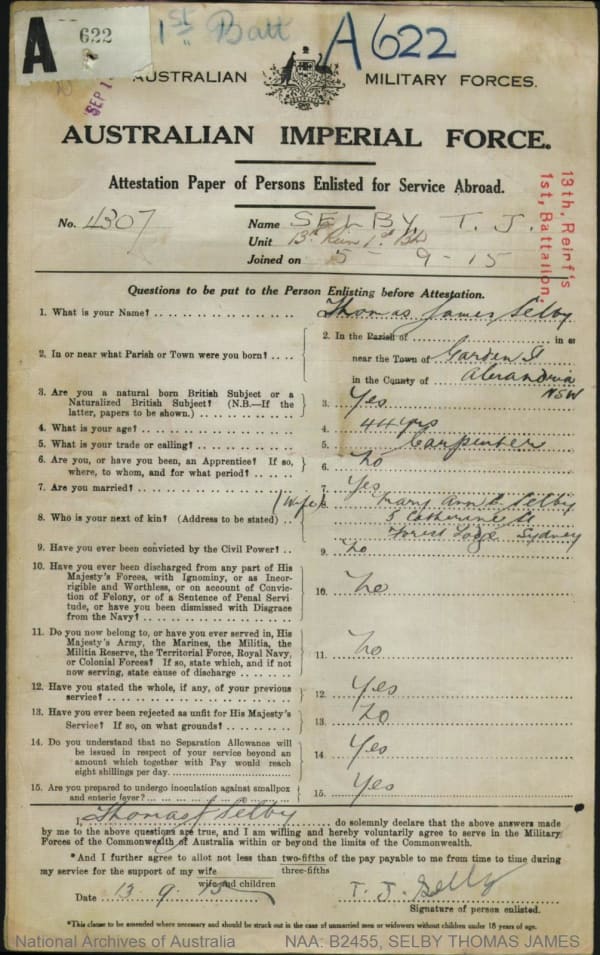 A 622
1st Batt
A622
SEP 1
AUSTRALIAN MILITARY FORCES.
AUSTRALIAN IMPERIAL FORCE.
Attestation Paper of Persons Enlisted for Service Abroad.
13th, Reinf's
1st, Battalion.
No. 4307
Name SELBY, T. J.
Unit 13th Rein 1st Btn
Joined on 5 - 9 - 15
Questions to be put to the Person Enlisting before Attestation.
1. What is your Name? Thomas James Selby
2. In or near what Parish or Town were you born?
2. In the Parish of in or
near the Town of Garden St
in the County of Alexandria
NSW
3. Are you a natural born British Subject or a
Naturalized British Subject? (N.B.—If the
latter, papers to be shown.)
3. Yes
4. What is your age?
4. 44 yrs
5. What is your trade or calling?
5. Carpenter
6. Are you, or have you been, an Apprentice? If so,
where, to whom, and for what period?
6. No
7. Are you married?
7. Yes
8. Who is your next of kin? (Address to be stated)
(Wife) 8. Mary Ann E Selby
5 Catherine St
Forest Lodge Sydney
9. Have you ever been convicted by the Civil Power?
9. No
10. Have you ever been discharged from any part of His
Majesty's Forces, with Ignominy, or as Incor-
rigible and Worthless, or on account of Convic-
tion of Felony, or of a Sentence of Penal Servi-
tude, or have you been dismissed with Disgrace
from the Navy?
10. No
11. Do you now belong to, or have you ever served in, His
Majesty's Army, the Marines, the Militia, the
Militia Reserve, the Territorial Force, Royal Navy,
or Colonial Forces? If so, state which, and if not
now serving, state cause of discharge
11. No
12. Have you stated the whole, if any, of your previous
service?
12. Yes
13. Have you ever been rejected as unfit for His Majesty's
Service? If so, on what grounds?
13. No
14. Do you understand that no Separation Allowance will
be issued in respect of your service beyond an
amount which together with Pay would reach
eight shillings per day.
14 Yes
15. Are you prepared to undergo inoculation against smallpox
and enteric fever?
15. Yes
I, Thomas J Selby do solemnly declare that the above answers made
by me to the above questions are true, and I am willing and hereby voluntarily agree to serve in the Military
Forces of the Commonwealth of Australia within or beyond the limits of the Commonwealth.
*And I further agree to allot not less than two-fifths of the pay payable to me from time to time during
three-fifths
my service for the support of my wife
wife and children
Date 13. 9. 15
T. J. Selby
Signature of person enlisted.
*This clause to be amended where necessary and should be struck out in the case of unmarried men or widowers without children under 18 years of age.
National Archives of Australia NAA: B2455, SELBY THOMAS JAMES